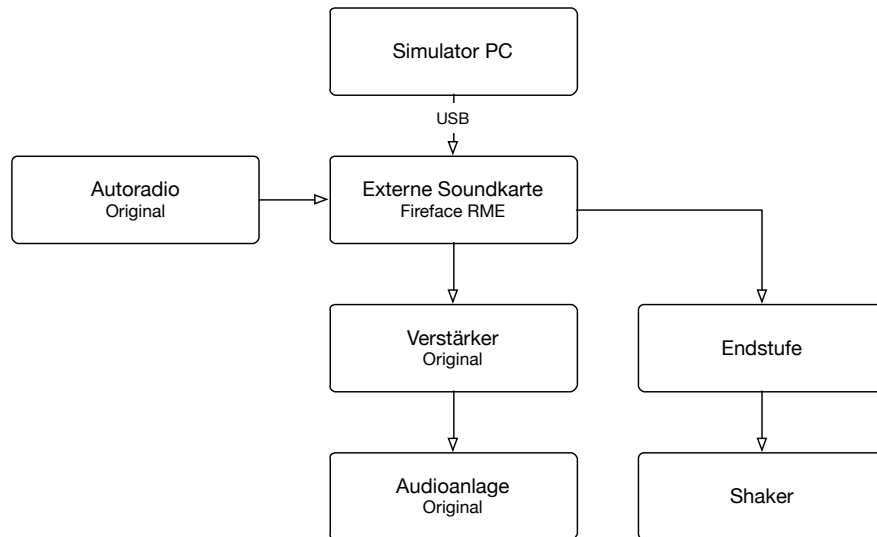 Simulator PC
USB
Autoradio
Original
Externe Soundkarte
Fireface RME
Verstärker
Original
Endstufe
Audioanlage
Original
Shaker